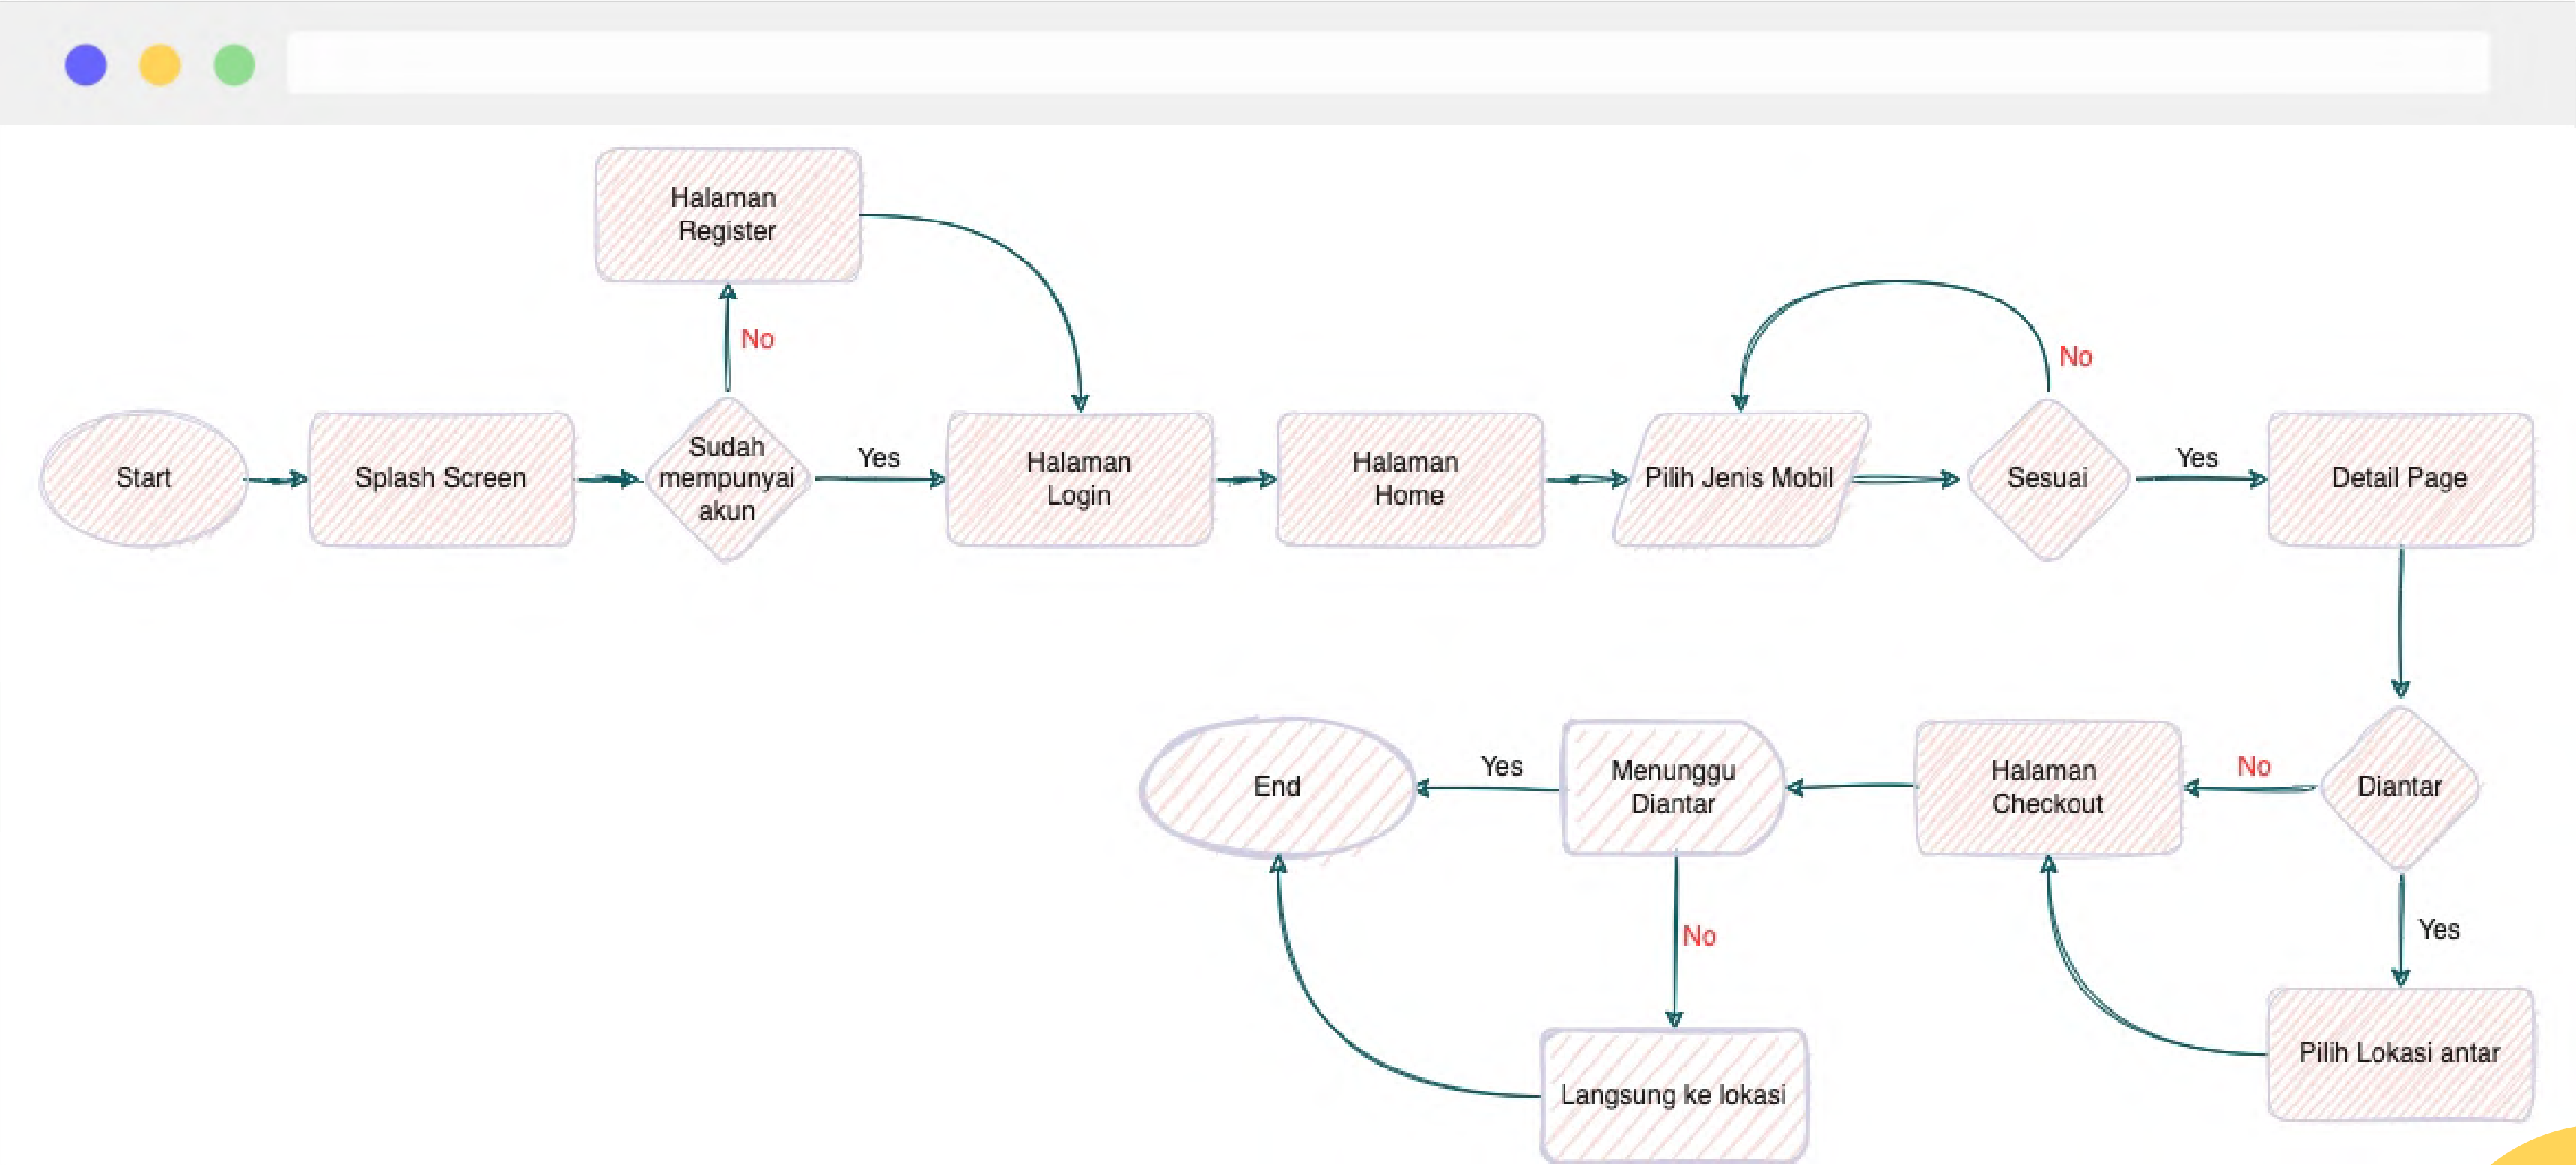 Halaman
Register
No
No
Start
Splash Screen
Sudah
mempunyai
akun
Yes
Halaman
Login
Halaman
Home
Pilih Jenis Mobil
Sesuai
Yes
Detail Page
End
Yes
Menunggu
Diantar
Halaman
Checkout
No
Diantar
No
Yes
Langsung ke lokasi
Pilih Lokasi antar